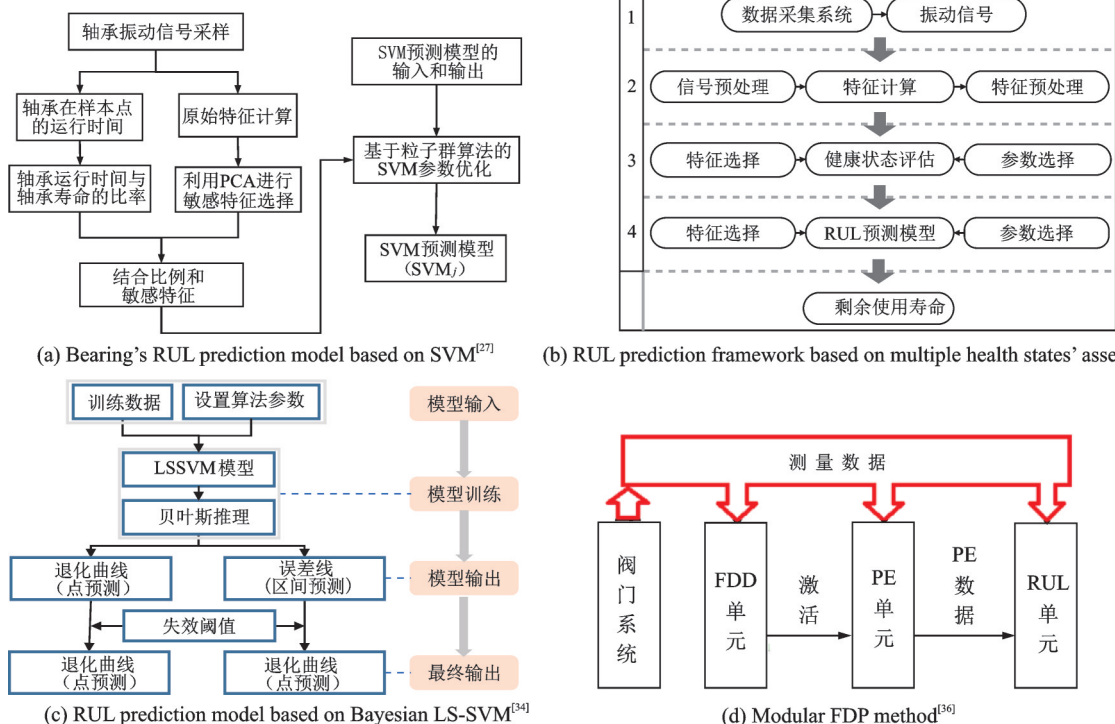 轴承振动信号采样
轴承在样本点
的运行时间
原始特征计算
轴承运行时间与
轴承寿命的比率
利用PCA进行
敏感特征选择
结合比例和
敏感特征
SVM预测模型的
输入和输出
基于粒子群算法的
SVM参数优化
SVM预测模型
(SVMj)
(a) Bearing's RUL prediction model based on SVM[27]
1
数据采集系统
振动信号
2
信号预处理
特征计算
特征预处理
3
特征选择
健康状态评估
参数选择
4
特征选择
RUL预测模型
参数选择
剩余使用寿命
(b) RUL prediction framework based on multiple health states' asse
训练数据
设置算法参数
LSSVM模型
贝叶斯推理
退化曲线
(点预测)
误差线
(区间预测)
失效阈值
退化曲线
(点预测)
退化曲线
(点预测)
模型输入
模型训练
模型输出
最终输出
(c) RUL prediction model based on Bayesian LS-SVM[34]
测量数据
阀门系统
FDD单元
激活
PE单元
PE数据
RUL单元
(d) Modular FDP method[36]